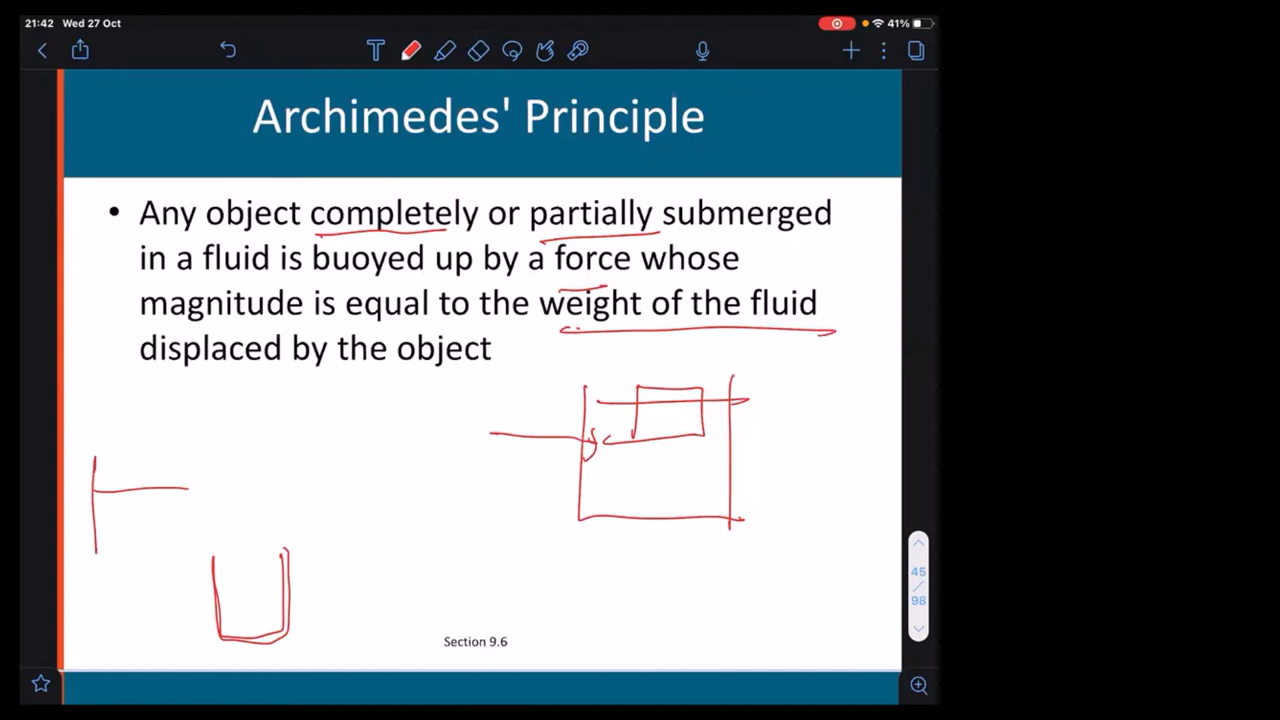 21:42 Wed 27 Oct
41%
T
Archimedes' Principle
• Any object completely or partially submerged
in a fluid is buoyed up by a force whose
magnitude is equal to the weight of the fluid
displaced by the object
45
/
98
Section 9.6